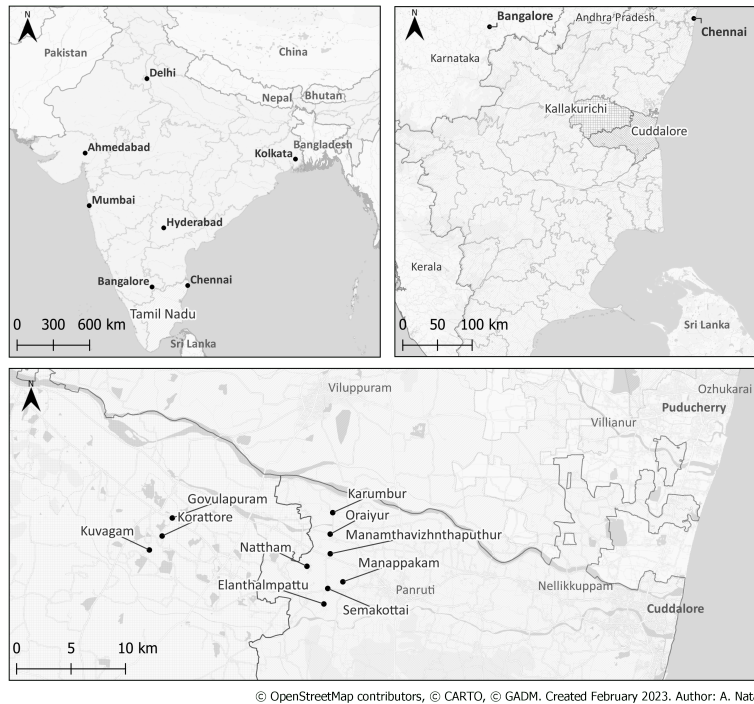 N
Pakistan
China
Delhi
Nepal
Bhutan
Ahmedabad
Kolkata
Bangladesh
Mumbai
Hyderabad
Bangalore
Chennai
Tamil Nadu
0 300 600 km
Sri Lanka
N
Bangalore
Andhra Pradesh
Chennai
Karnataka
Kallakurichi
Cuddalore
Kerala
0 50 100 km
Sri Lanka
N
Viluppuram
Ozhukarai
Puducherry
Villianur
Karumbur
Govulapuram
Oraiyur
Korattore
Kuvagam
Manamthavizhnthaputhur
Nattham
Manappakam
Elanthalmpattu
Panruti
Nellikkuppam
Semakottai
Cuddalore
0 5 10 km
© OpenStreetMap contributors, © CARTO, © GADM. Created February 2023. Author: A. Nat